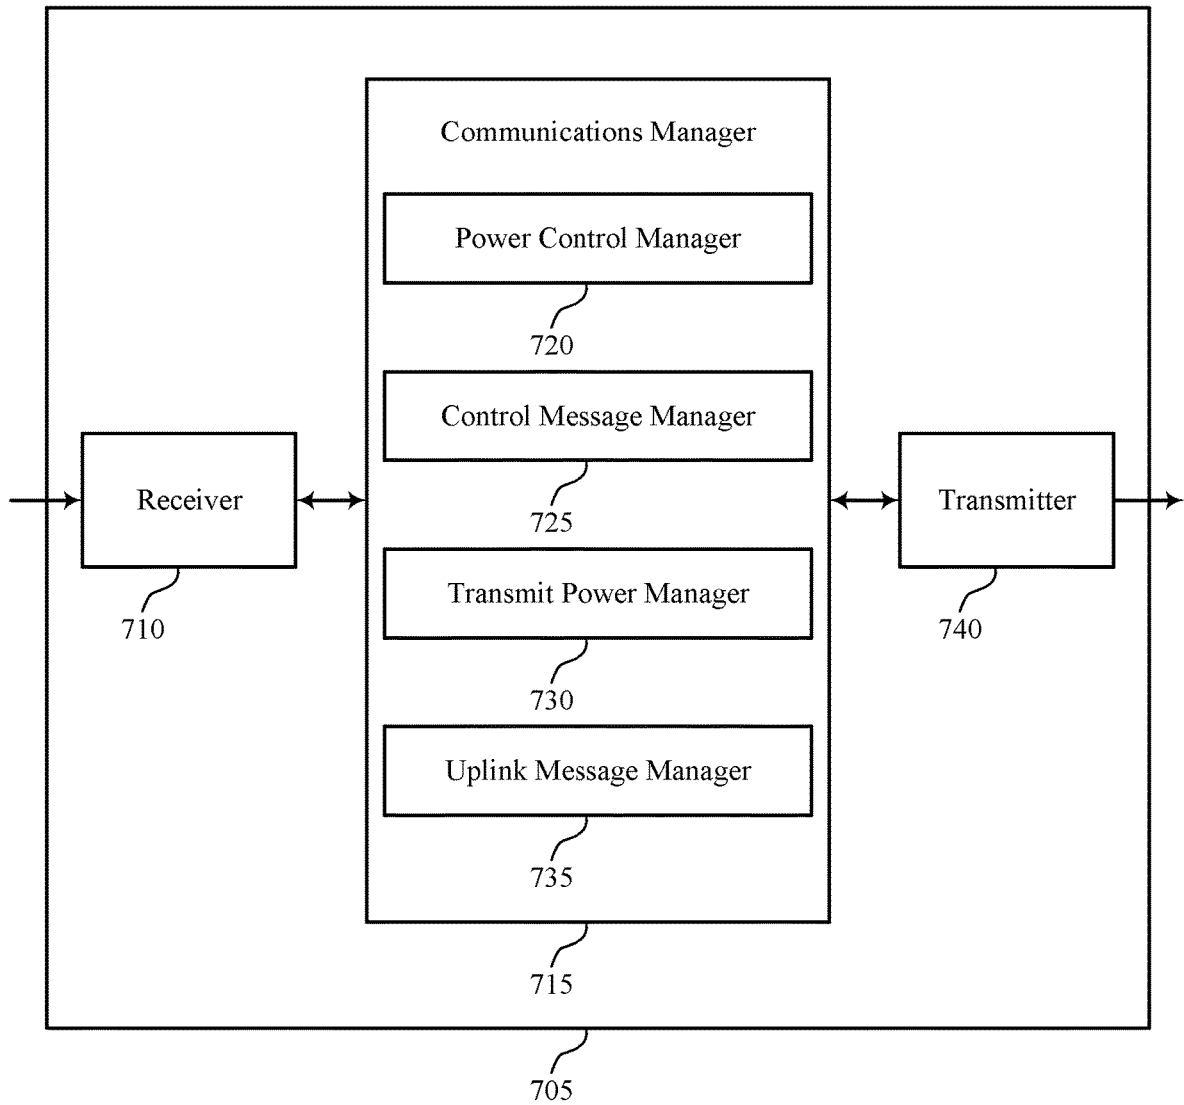 Communications Manager
Power Control Manager
720
Control Message Manager
725
Receiver
710
Transmitter
740
Transmit Power Manager
730
Uplink Message Manager
735
715
705